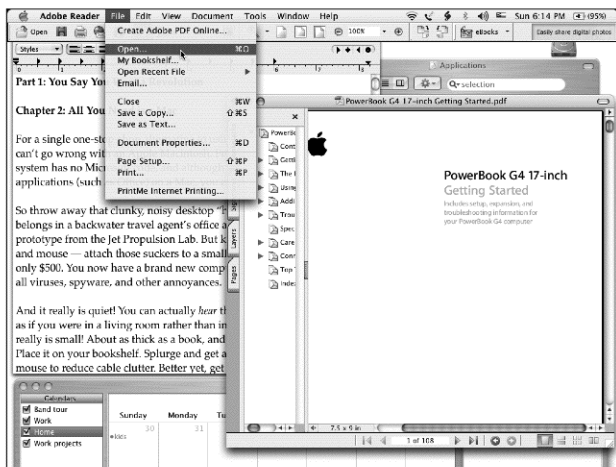 Adobe Reader File Edit View Document Tools Window Help Sun 6:14 PM (95%)
Open 100% eBooks Easily share digital photos
Create Adobe PDF Online...
Open... ⌘O
My Bookshelf...
Open Recent File
Email...
Close ⌘W
Save a Copy... ⇧⌘S
Save as Text...
Document Properties... ⌘D
Page Setup... ⇧⌘P
Print... ⌘P
PrintMe Internet Printing...
Styles
Part 1: You Say You
Chapter 2: All You
For a single one-sto
can't go wrong wit
system has no Mic
applications (such
So throw away that clunky, noisy desktop
belongs in a backwater travel agent's office a
prototype from the Jet Propulsion Lab. But k
and mouse — attach those suckers to a small
only $500. You now have a brand new comp
all viruses, spyware, and other annoyances.
And it really is quiet! You can actually hear th
as if you were in a living room rather than in
really is small! About as thick as a book, and
Place it on your bookshelf. Splurge and get a
mouse to reduce cable clutter. Better yet, get
Applications
selection
PowerBook G4 17-inch Getting Started.pdf
Layers
Pages
PowerBook G4 17-inch
Getting Started
Includes setup, expansion, and
troubleshooting information for
your PowerBook G4 computer
7.5 x 9 in
1 of 108
Calendars
Band tour
Work
Home
Work projects
Sunday Monday Tu
30 31
kids